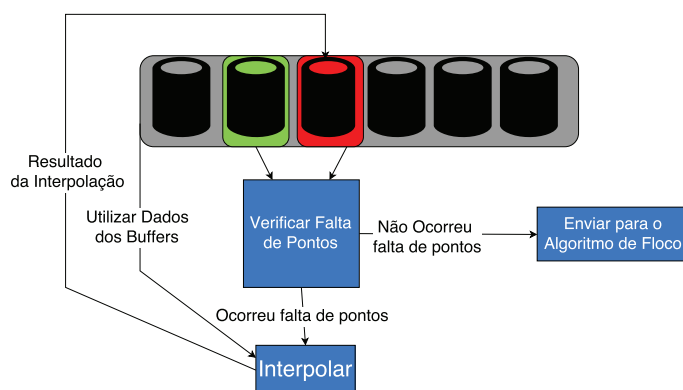 Resultado
da Interpolação
Utilizar Dados
dos Buffers
Verificar Falta
de Pontos
Não Ocorreu
falta de pontos
Enviar para o
Algoritmo de Floco
Ocorreu falta de pontos
Interpolar